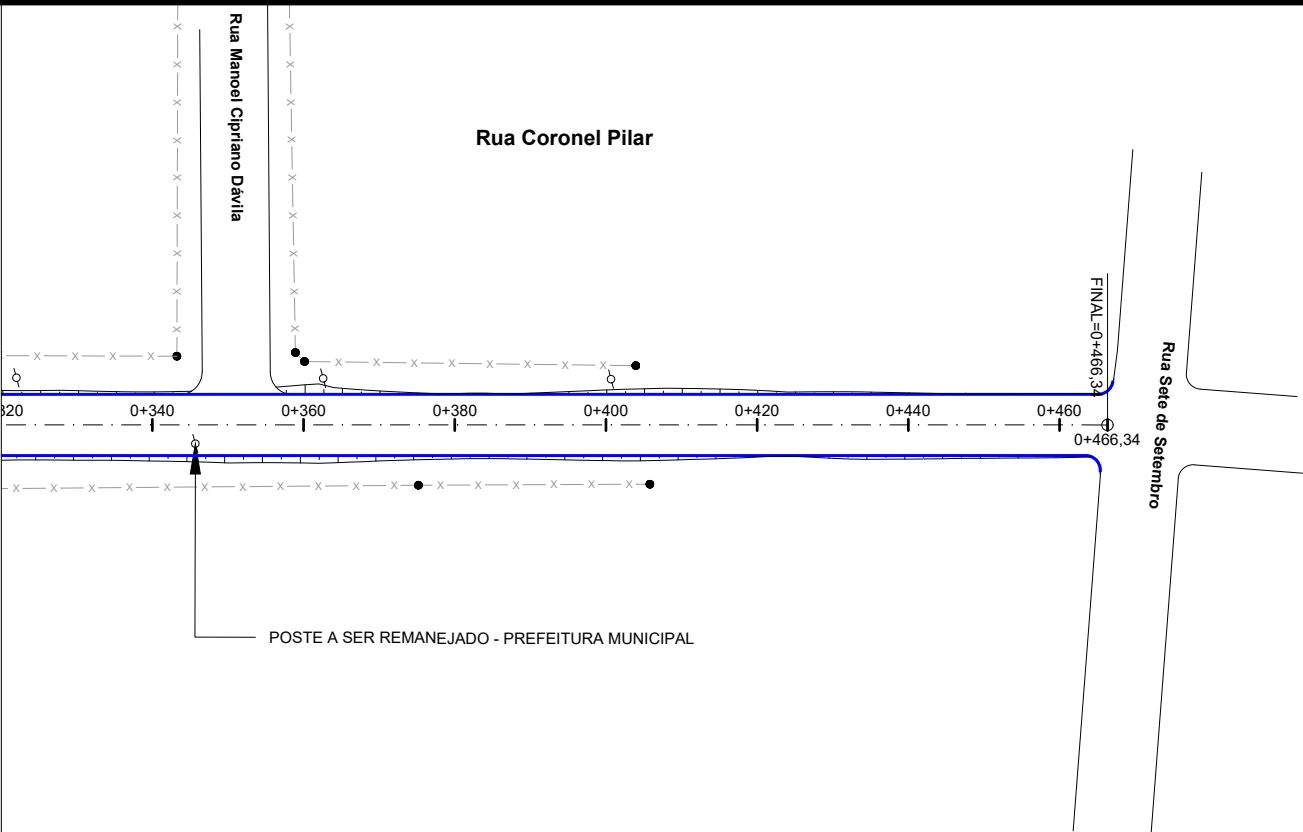 Rua Manoel Cipriano Dávila
Rua Coronel Pilar
FINAL=0+466,34
Rua Sete de Setembro
320
0+340
0+360
0+380
0+400
0+420
0+440
0+460
0+466,34
POSTE A SER REMANEJADO - PREFEITURA MUNICIPAL